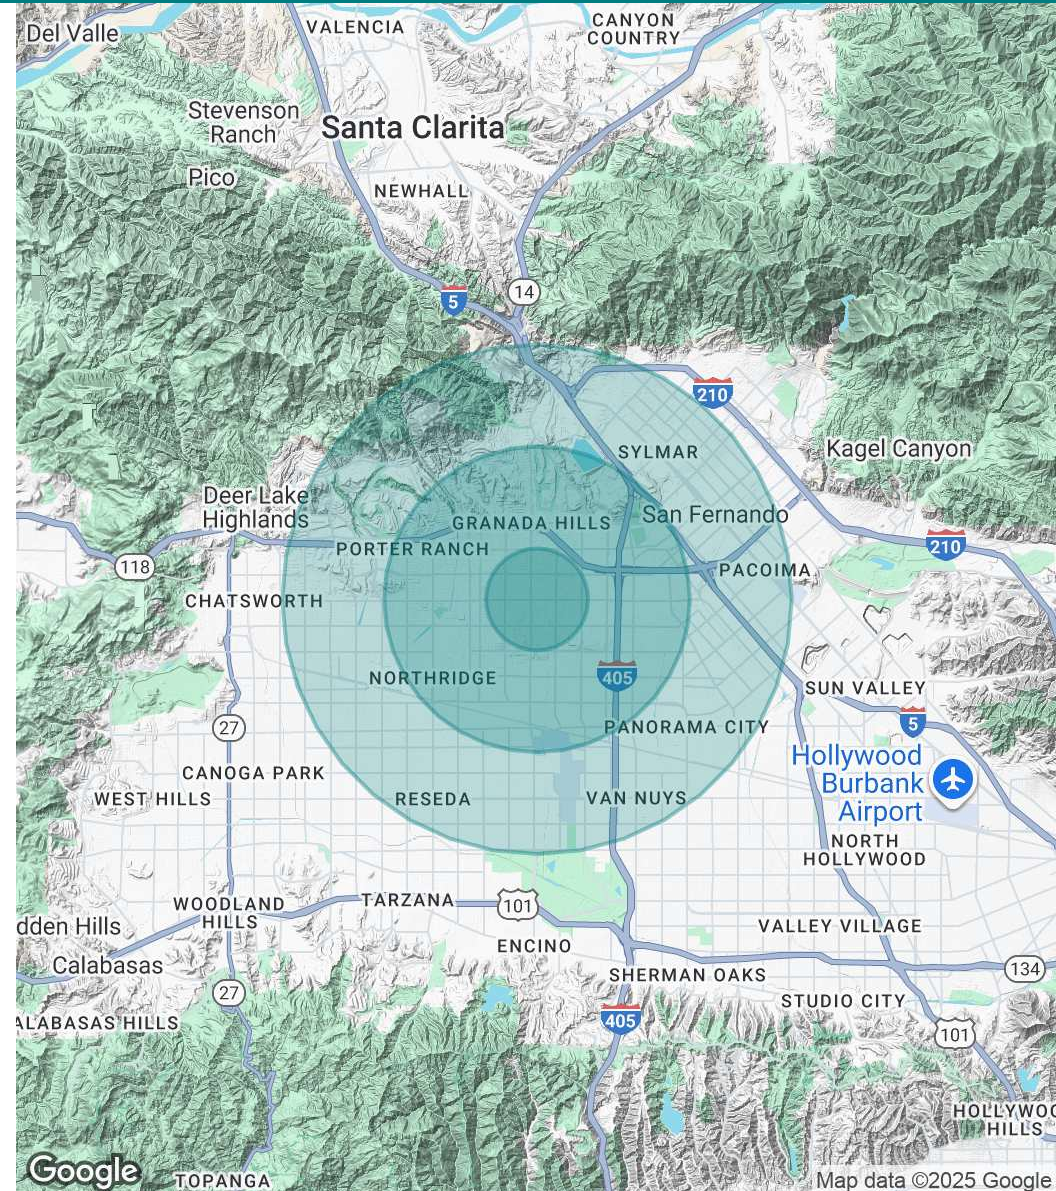 Del Valle
VALENCIA
CANYON
COUNTRY
Stevenson
Ranch
Santa Clarita
Pico
NEWHALL
5
14
210
SYLMAR
Kagel Canyon
Deer Lake
Highlands
GRANADA HILLS
San Fernando
PORTER RANCH
118
210
PACOIMA
CHATSWORTH
NORTHRIDGE
405
SUN VALLEY
27
PANORAMA CITY
5
Hollywood
Burbank
Airport
CANOGA PARK
WEST HILLS
RESEDA
VAN NUYS
NORTH
HOLLYWOOD
WOODLAND
HILLS
TARZANA
101
dden Hills
VALLEY VILLAGE
ENCINO
Calabasas
SHERMAN OAKS
134
27
STUDIO CITY
ALABASAS HILLS
405
101
HOLLYWOO
HILLS
Google
TOPANGA
Map data ©2025 Google